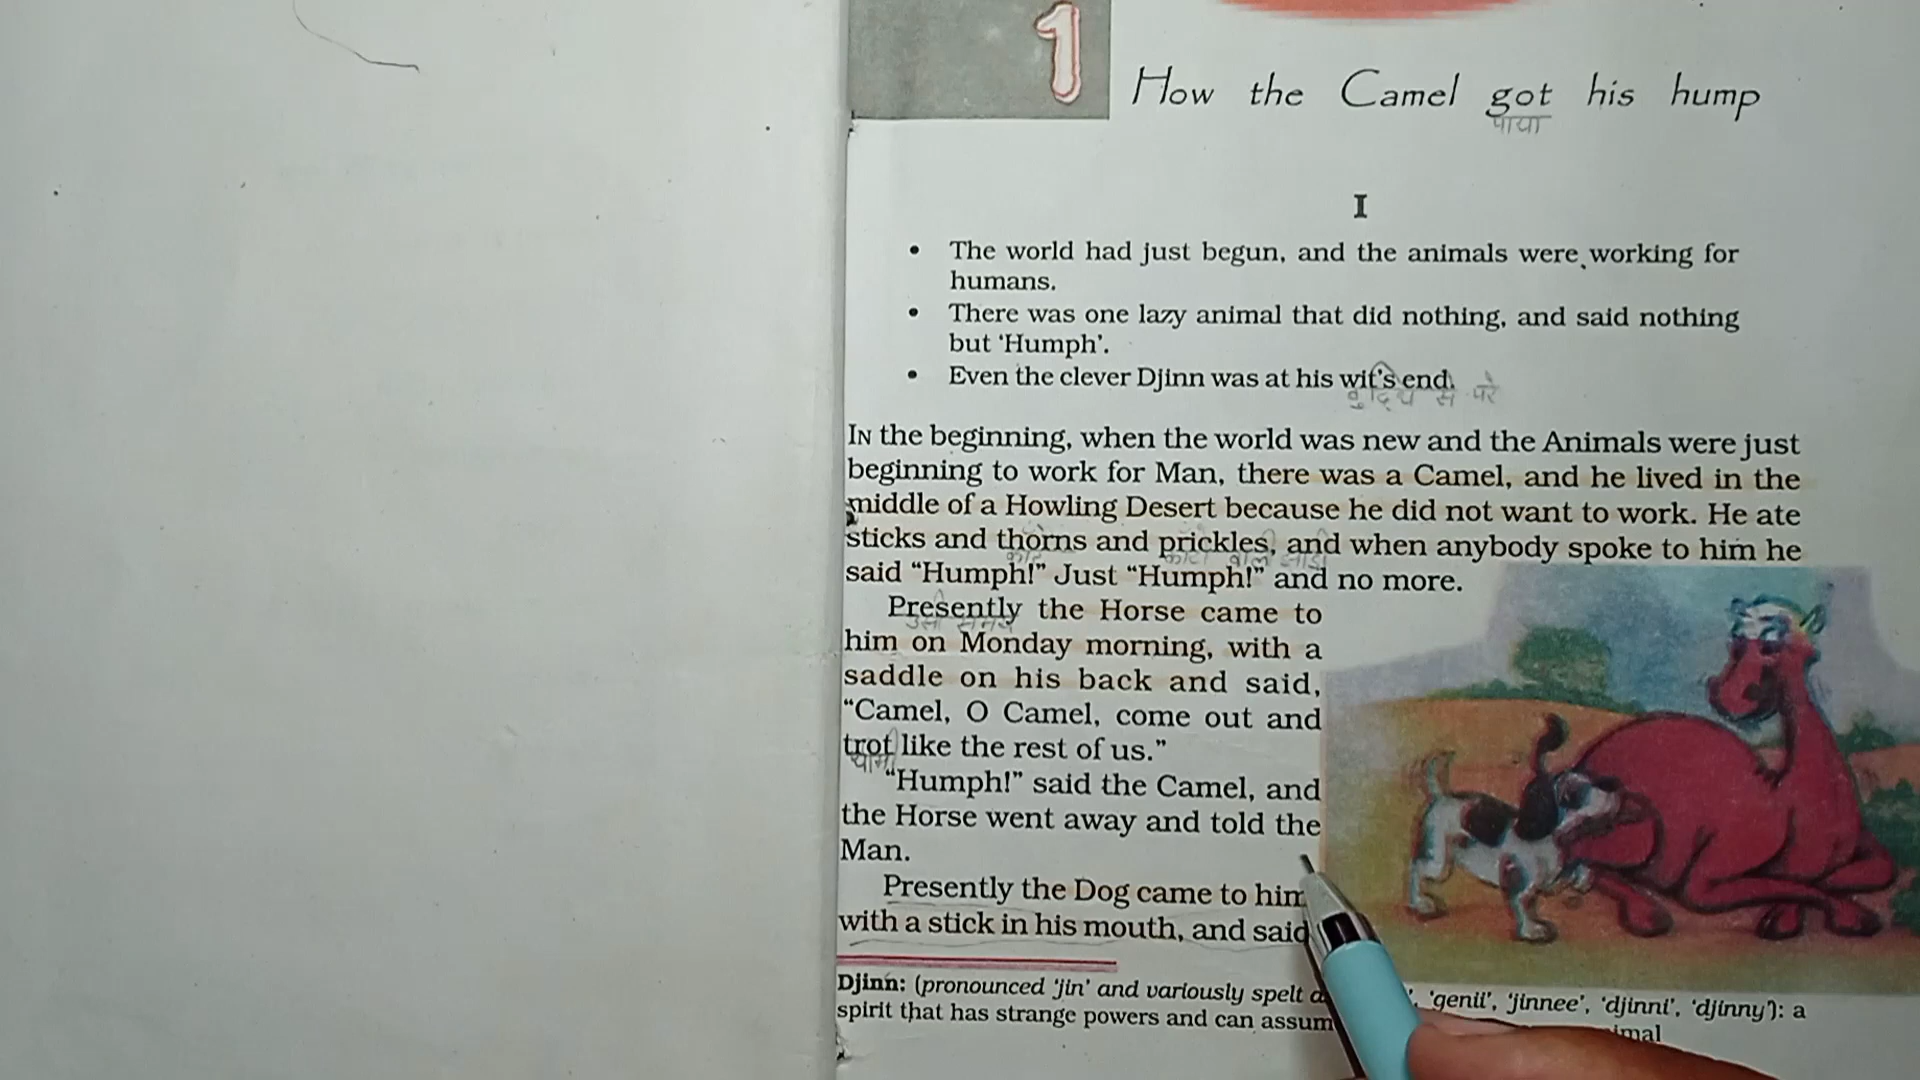 1
How the Camel got his hump
पाया
I
• The world had just begun, and the animals were working for
humans.
• There was one lazy animal that did nothing, and said nothing
but ‘Humph’.
• Even the clever Djinn was at his wit’s end.
बुद्धि से परे
IN the beginning, when the world was new and the Animals were just
beginning to work for Man, there was a Camel, and he lived in the
middle of a Howling Desert because he did not want to work. He ate
sticks and thorns and prickles, and when anybody spoke to him he
said “Humph!” Just “Humph!” and no more.
Presently the Horse came to
उसी समय
him on Monday morning, with a
saddle on his back and said,
“Camel, O Camel, come out and
trot like the rest of us.”
“Humph!” said the Camel, and
the Horse went away and told the
Man.
Presently the Dog came to him
with a stick in his mouth, and said
Djinn: (pronounced ‘jin’ and variously spelt ‘genii’, ‘jinnee’, ‘djinni’, ‘djinny’): a
spirit that has strange powers and can